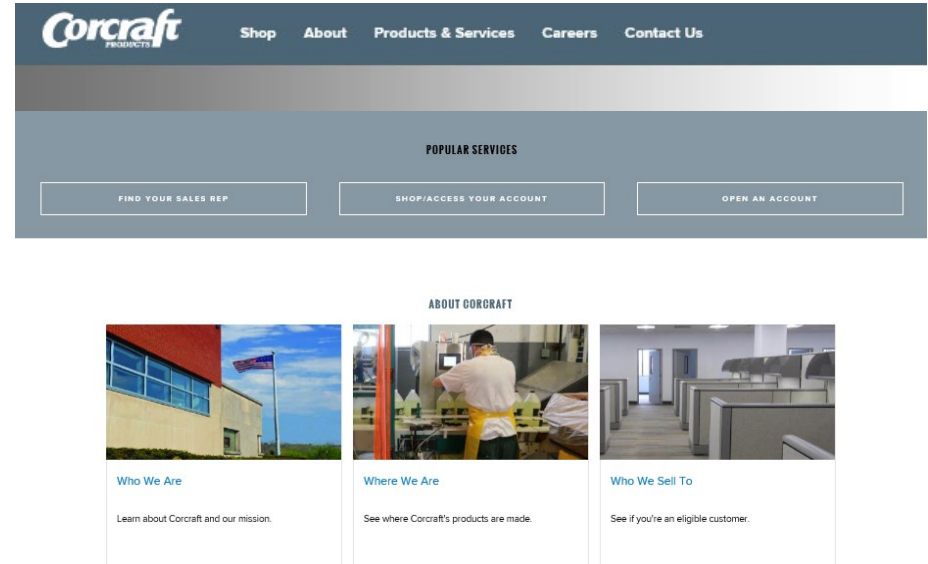 Corcraft
PRODUCTS
Shop About Products & Services Careers Contact Us
POPULAR SERVICES
FIND YOUR SALES REP SHOP/ACCESS YOUR ACCOUNT OPEN AN ACCOUNT
ABOUT CORCRAFT
Who We Are Where We Are Who We Sell To
Learn about Corcraft and our mission. See where Corcraft's products are made. See if you're an eligible customer.